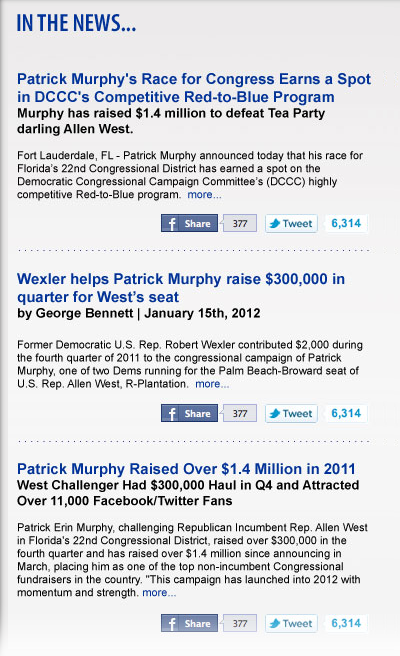 IN THE NEWS...
Patrick Murphy's Race for Congress Earns a Spot
in DCCC's Competitive Red-to-Blue Program
Murphy has raised $1.4 million to defeat Tea Party
darling Allen West.
Fort Lauderdale, FL - Patrick Murphy announced today that his race for
Florida's 22nd Congressional District has earned a spot on the
Democratic Congressional Campaign Committee's (DCCC) highly
competitive Red-to-Blue program. more...
f Share 377 Tweet 6,314
Wexler helps Patrick Murphy raise $300,000 in
quarter for West's seat
by George Bennett | January 15th, 2012
Former Democratic U.S. Rep. Robert Wexler contributed $2,000 during
the fourth quarter of 2011 to the congressional campaign of Patrick
Murphy, one of two Dems running for the Palm Beach-Broward seat of
U.S. Rep. Allen West, R-Plantation. more...
f Share 377 Tweet 6,314
Patrick Murphy Raised Over $1.4 Million in 2011
West Challenger Had $300,000 Haul in Q4 and Attracted
Over 11,000 Facebook/Twitter Fans
Patrick Erin Murphy, challenging Republican Incumbent Rep. Allen West
in Florida's 22nd Congressional District, raised over $300,000 in the
fourth quarter and has raised over $1.4 million since announcing in
March, placing him as one of the top non-incumbent Congressional
fundraisers in the country. "This campaign has launched into 2012 with
momentum and strength. more...
f Share 377 Tweet 6,314